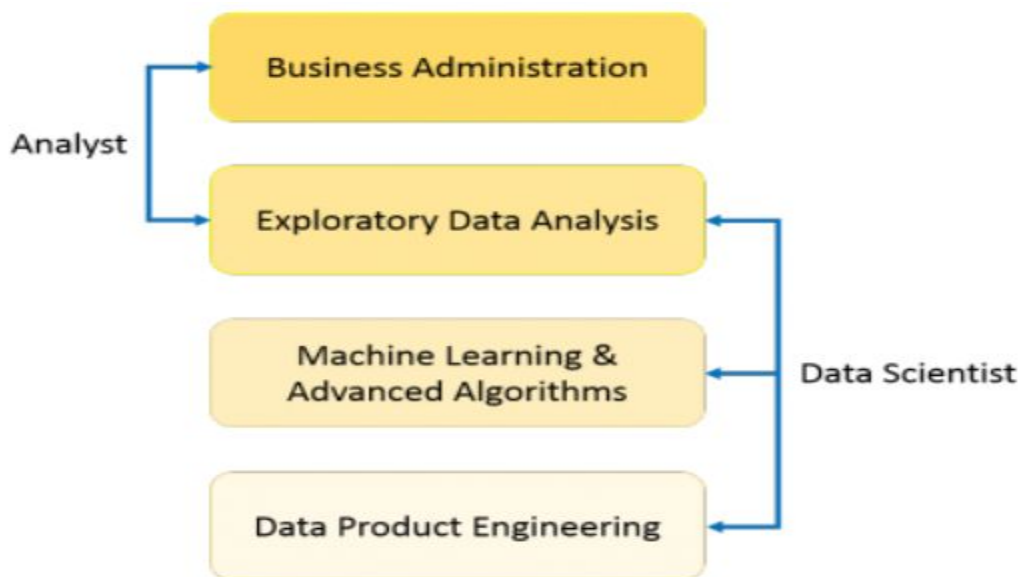 Business Administration
Analyst
Exploratory Data Analysis
Machine Learning &
Advanced Algorithms
Data Scientist
Data Product Engineering